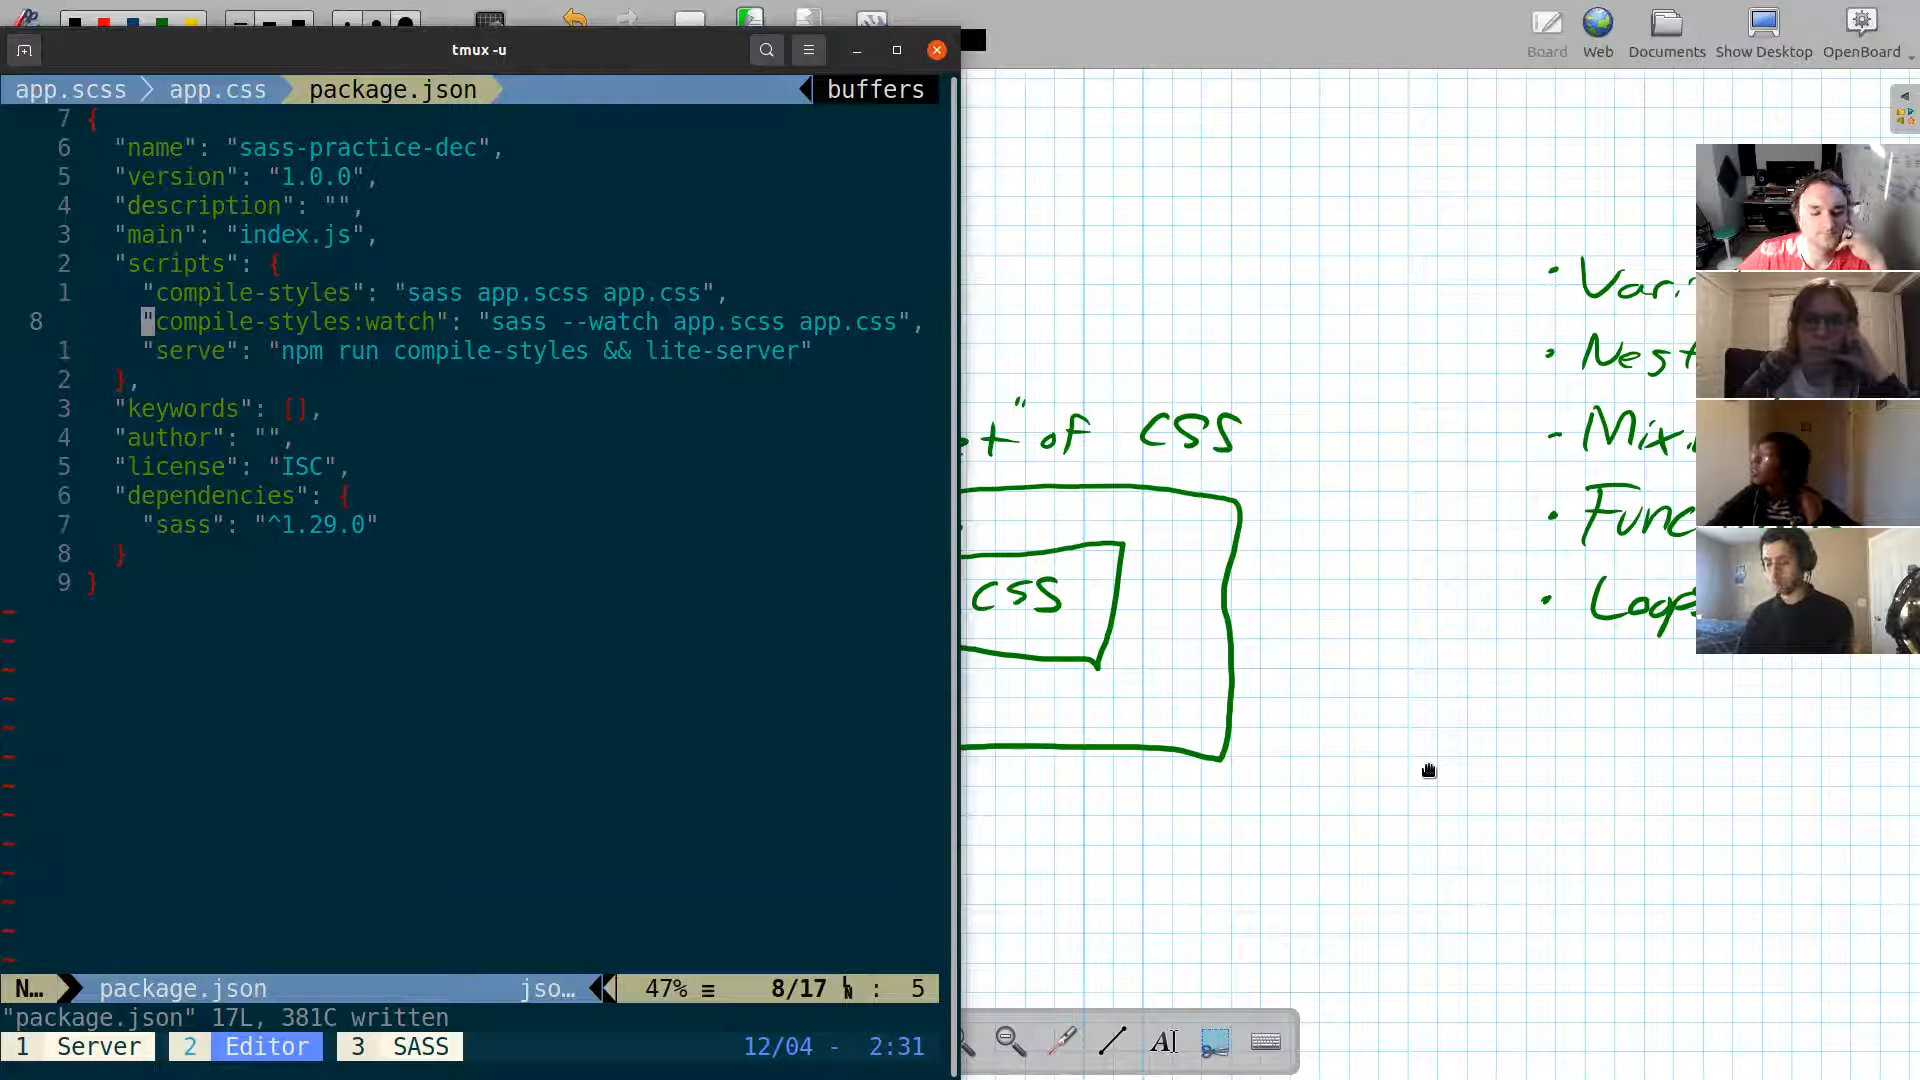 tmux -u
Board
Web
Documents
Show Desktop
OpenBoard
app.scss
app.css
package.json
buffers
7 {
6 "name": "sass-practice-dec",
5 "version": "1.0.0",
4 "description": "",
3 "main": "index.js",
2 "scripts": {
1 "compile-styles": "sass app.scss app.css",
8 "compile-styles:watch": "sass --watch app.scss app.css",
1 "serve": "npm run compile-styles && lite-server"
2 },
3 "keywords": [],
4 "author": "",
5 "license": "ISC",
6 "dependencies": {
7 "sass": "^1.29.0"
8 }
9 }
~
~
~
~
~
~
~
~
~
~
~
~
~
N... package.json jso... 47% ≡ 8/17 : 5
"package.json" 17L, 381C written
1 Server 2 Editor 3 SASS 12/04 - 2:31
" of CSS
CSS
• Vari
• Nest
- Mix
• Func
• Loops